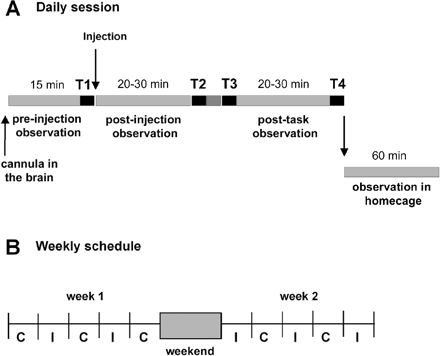 A Daily session
Injection
15 min T1 20-30 min T2 T3 20-30 min T4
pre-injection
observation
post-injection
observation
post-task
observation
cannula in
the brain
60 min
observation in
homecage
B Weekly schedule
week 1 week 2
C I C I C I C I C I
weekend